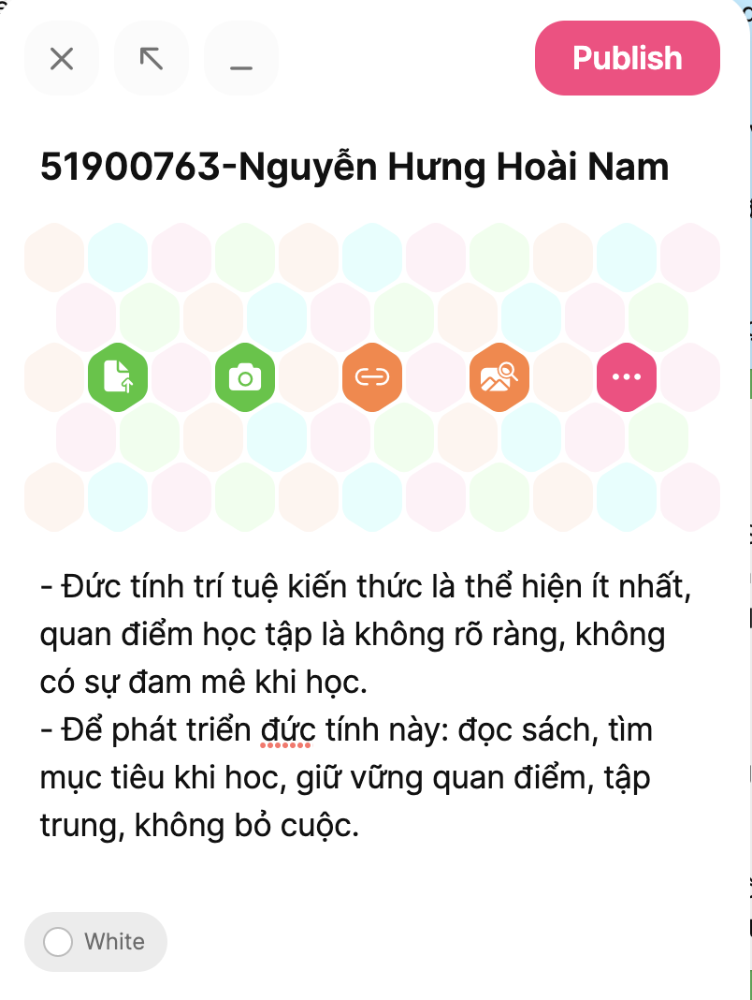 Publish
51900763-Nguyễn Hưng Hoài Nam
- Đức tính trí tuệ kiến thức là thể hiện ít nhất,
quan điểm học tập là không rõ ràng, không
có sự đam mê khi học.
- Để phát triển đức tính này: đọc sách, tìm
mục tiêu khi hoc, giữ vững quan điểm, tập
trung, không bỏ cuộc.
White